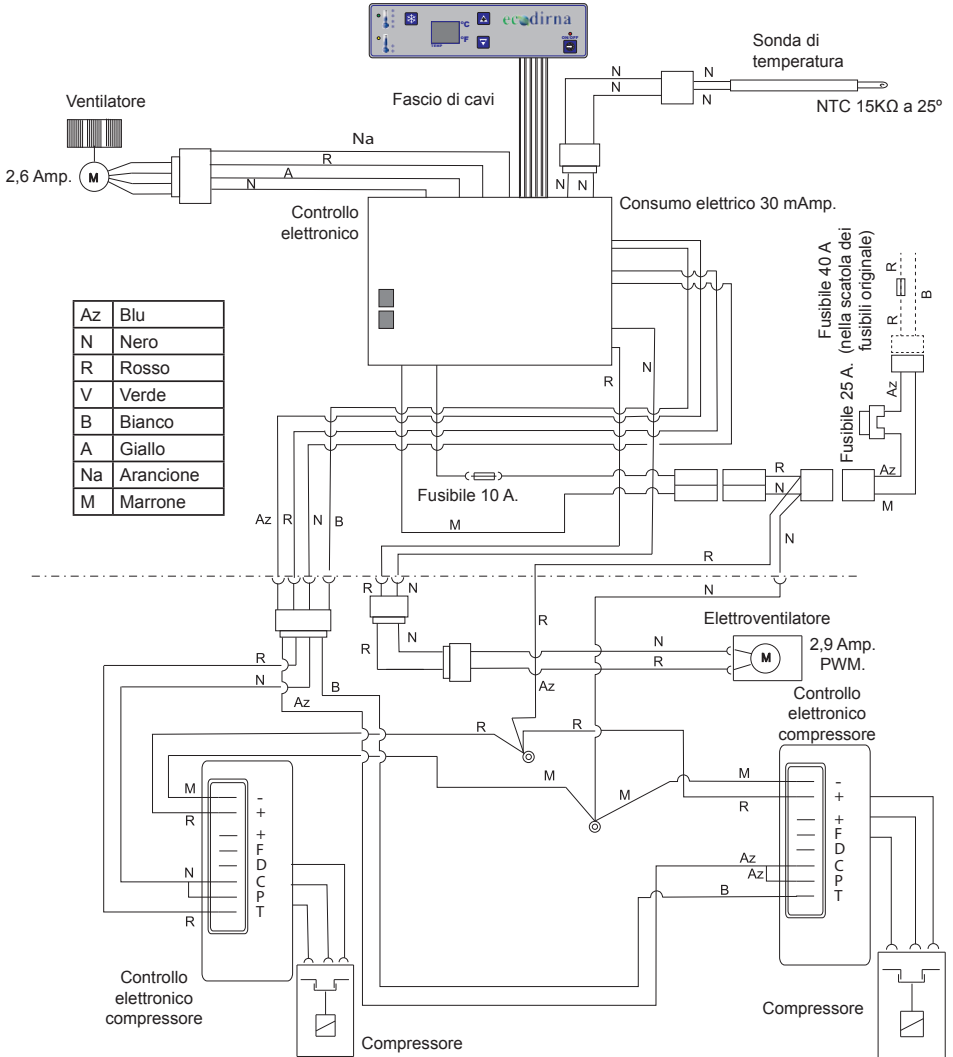 ecodirna
°C
°F
TEMP
ON/OFF
Sonda di
temperatura
N
N
N
N
NTC 15KΩ a 25º
Fascio di cavi
Ventilatore
2,6 Amp.
M
Na
R
A
N
N
N
Controllo
elettronico
Consumo elettrico 30 mAmp.
Fusibile 40 A
(nella scatola dei
fusibili originale)
Fusibile 25 A.
R
R
B
Az
Az
M
Az Blu
N Nero
R Rosso
V Verde
B Bianco
A Giallo
Na Arancione
M Marrone
R
N
Fusibile 10 A.
R
N
M
Az
R
N
B
N
R
N
R
N
R
R
N
Elettroventilatore
N
R
M
2,9 Amp.
PWM.
R
N
Az
B
Az
R
R
M
M
Controllo
elettronico
compressore
M
R
N
R
-
+
+
F
D
C
P
T
M
R
Az
Az
B
-
+
+
F
D
C
P
T
Controllo
elettronico
compressore
Compressore
Compressore